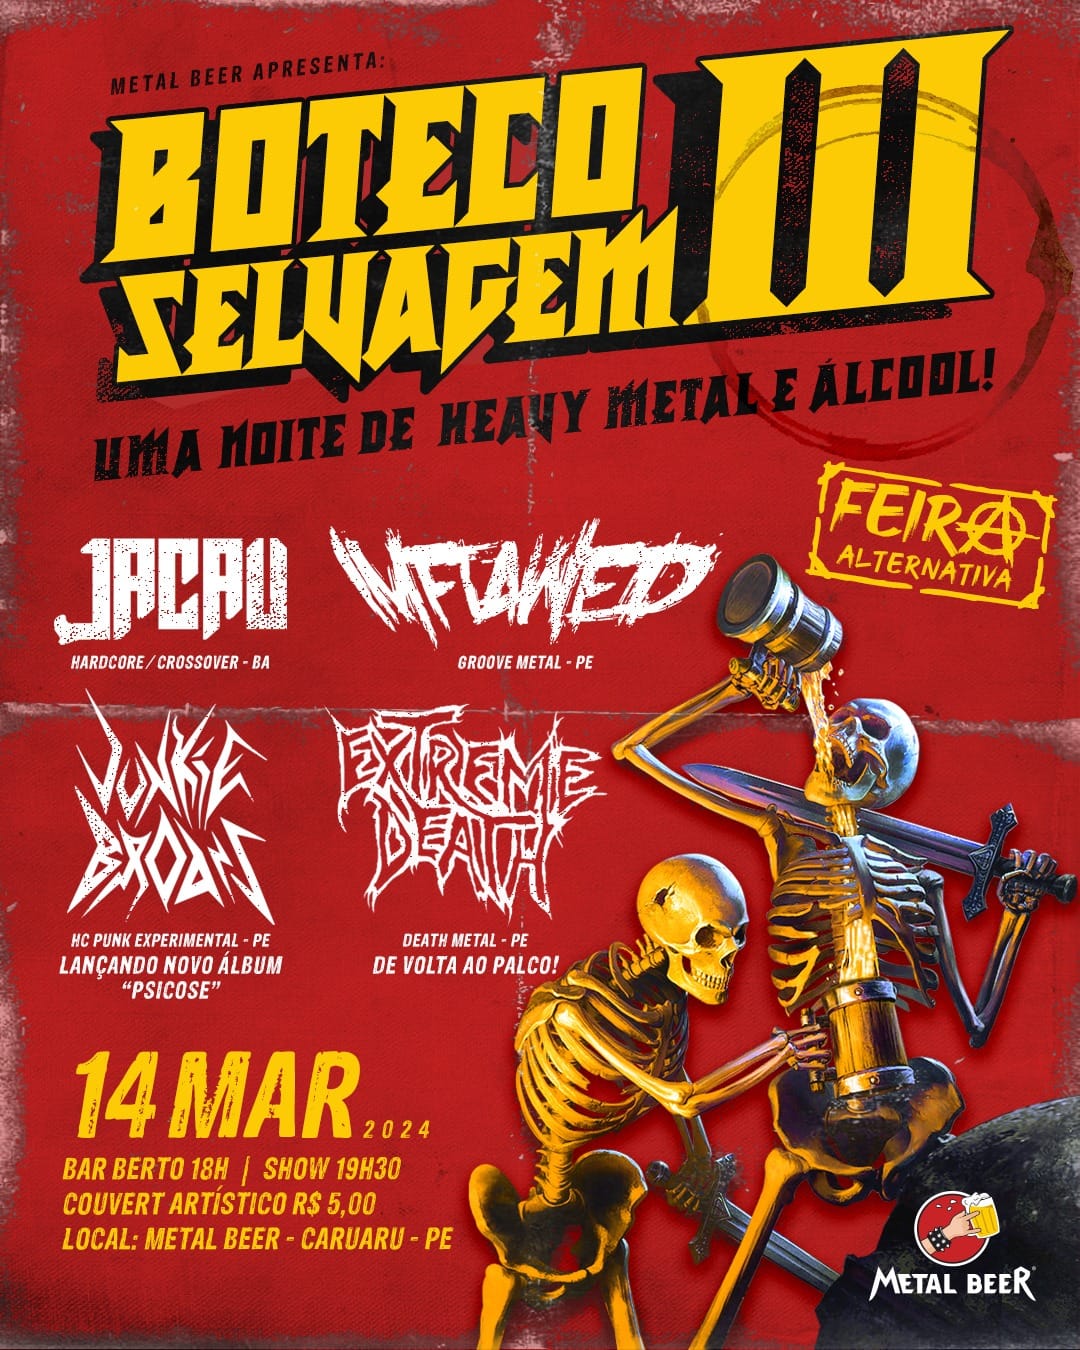 METAL BEER APRESENTA:
BOTECO
SELVAGEM III
UMA NOITE DE HEAVY METAL E ÁLCOOL!
FEIRA
ALTERNATIVA
JACAU
HARDCORE / CROSSOVER - BA
IMFLAWED
GROOVE METAL - PE
JUNKIE
BROANS
HC PUNK EXPERIMENTAL - PE
LANÇANDO NOVO ÁLBUM
“PSICOSE”
EXTREME
DEATH
DEATH METAL - PE
DE VOLTA AO PALCO!
14 MAR 2024
BAR BERTO 18H | SHOW 19H30
COUVERT ARTÍSTICO R$ 5,00
LOCAL: METAL BEER - CARUARU - PE
METAL BEER